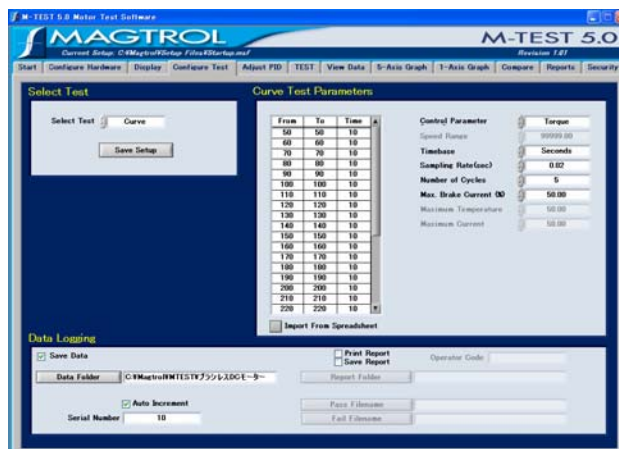 M-TEST 5.0 Motor Test Software
MAGTROL
M-TEST 5.0
Current Setup: C:¥Magtrol¥Setup Files¥Startup.msf
Revision 1.01
Start Configure Hardware Display Configure Test Adjust PID TEST View Data 5-Axis Graph 1-Axis Graph Compare Reports Security
Select Test
Select Test Curve
Save Setup
Curve Test Parameters
From To Time
50 50 10
60 60 10
70 70 10
80 80 10
90 90 10
100 100 10
110 110 10
120 120 10
130 130 10
140 140 10
150 150 10
160 160 10
170 170 10
180 180 10
190 190 10
200 200 10
210 210 10
220 220 10
Import From Spreadsheet
Control Parameter Torque
Speed Range 99999.00
Timebase Seconds
Sampling Rate(sec) 0.02
Number of Cycles 5
Max. Brake Current (%) 50.00
Maximum Temperature 50.00
Maximum Current 50.00
Data Logging
Save Data
Data Folder C:¥Magtrol¥MTEST¥ブラシレスDCモーター
Auto Increment
Serial Number 10
Print Report
Save Report
Operator Code
Report Folder
Pass Filename
Fail Filename